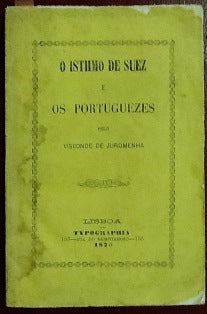 O ISTHMO DE SUEZ
E
OS PORTUGUEZES
PELO
VISCONDE DE JUROMENHA
LISBOA
TYPOGRAPHIA